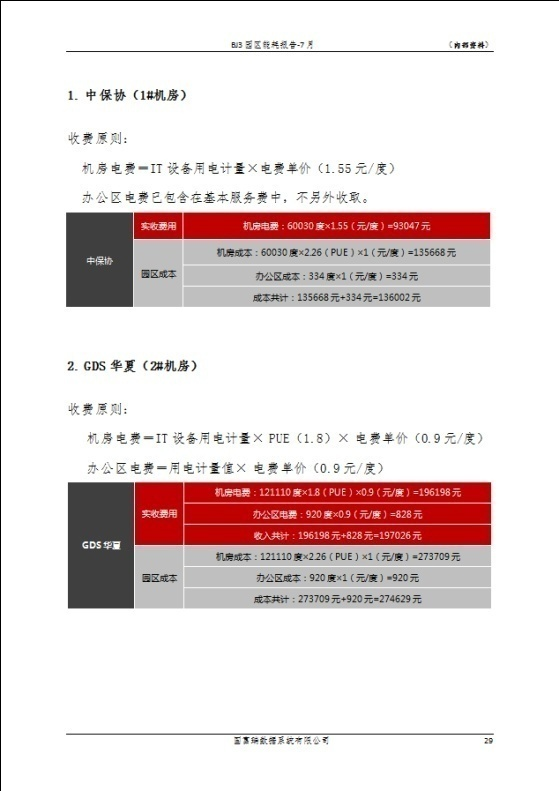 BJ3 园区能耗报告-7月
（内部资料）
1. 中保协（1#机房）
收费原则：
机房电费＝IT 设备用电计量×电费单价（1.55 元/度）
办公区电费已包含在基本服务费中，不另外收取。
中保协
实收费用
机房电费：60030 度×1.55（元/度）=93047 元
园区成本
机房成本：60030 度×2.26（PUE）×1（元/度）=135668 元
办公区成本：334 度×1（元/度）=334 元
成本共计：135668 元+334 元=136002 元
2. GDS 华夏（2#机房）
收费原则：
机房电费＝IT 设备用电计量× PUE（1.8）× 电费单价（0.9 元/度）
办公区电费＝用电计量值× 电费单价（0.9 元/度）
GDS 华夏
实收费用
机房电费：121110 度×1.8（PUE）×0.9（元/度）=196198 元
办公区电费：920 度×0.9（元/度）=828 元
收入共计：196198 元+828 元=197026 元
园区成本
机房成本：121110 度×2.26（PUE）×1（元/度）=273709 元
办公区成本：920 度×1（元/度）=920 元
成本共计：273709 元+920 元=274629 元
国富瑞数据系统有限公司
29